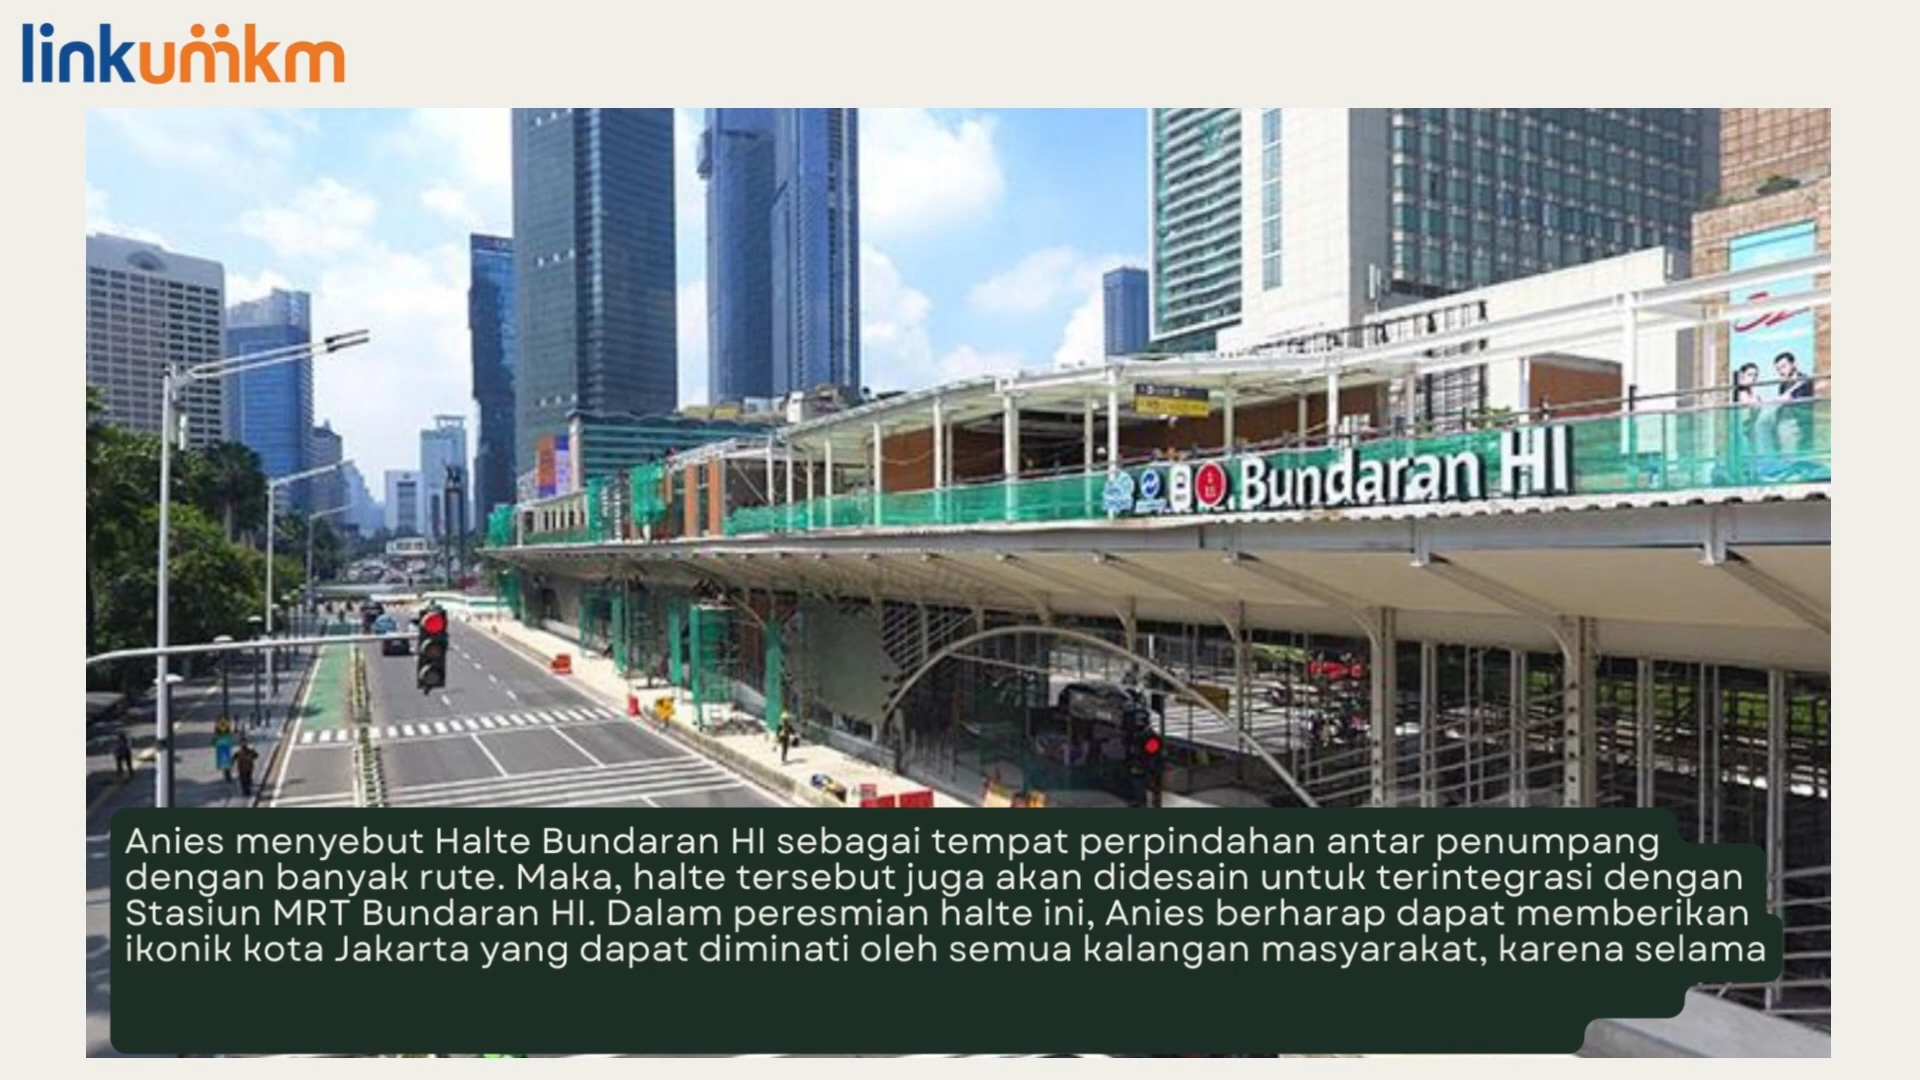 linkumkm
Bundaran HI
Anies menyebut Halte Bundaran HI sebagai tempat perpindahan antar penumpang
dengan banyak rute. Maka, halte tersebut juga akan didesain untuk terintegrasi dengan
Stasiun MRT Bundaran HI. Dalam peresmian halte ini, Anies berharap dapat memberikan
ikonik kota Jakarta yang dapat diminati oleh semua kalangan masyarakat, karena selama